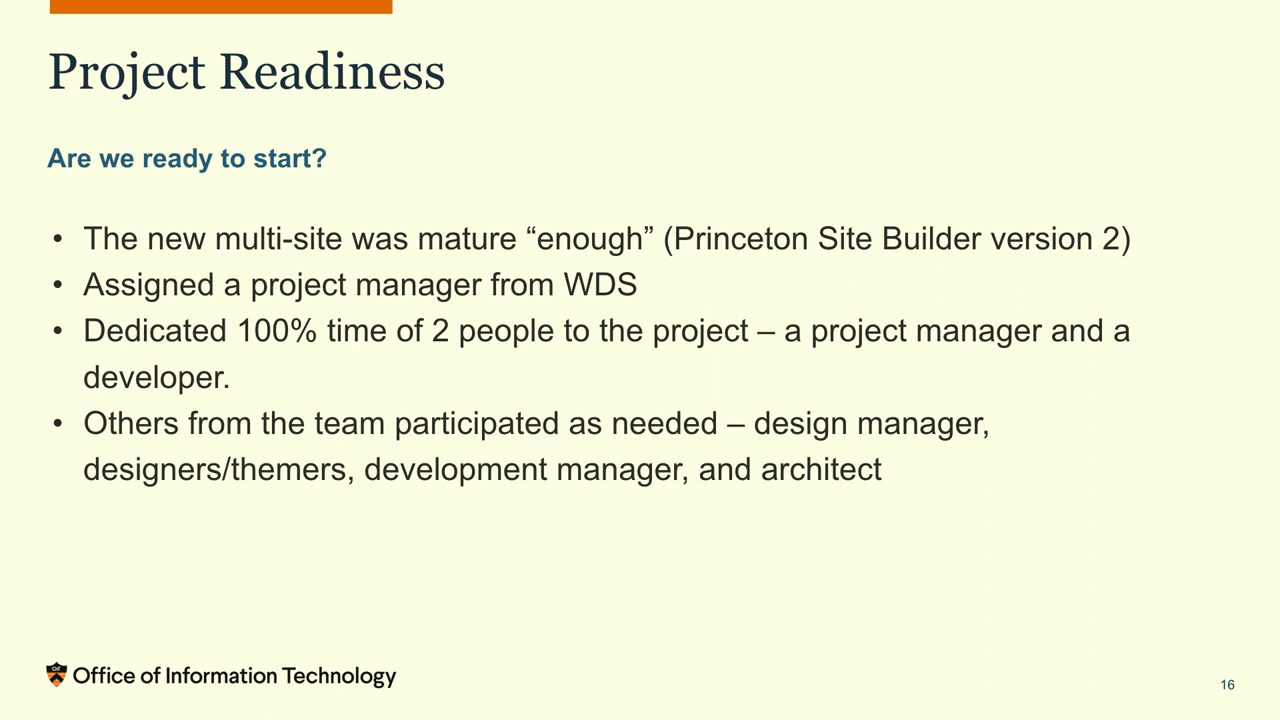 Project Readiness
Are we ready to start?
• The new multi-site was mature “enough” (Princeton Site Builder version 2)
• Assigned a project manager from WDS
• Dedicated 100% time of 2 people to the project – a project manager and a
developer.
• Others from the team participated as needed – design manager,
designers/themers, development manager, and architect
Office of Information Technology
16